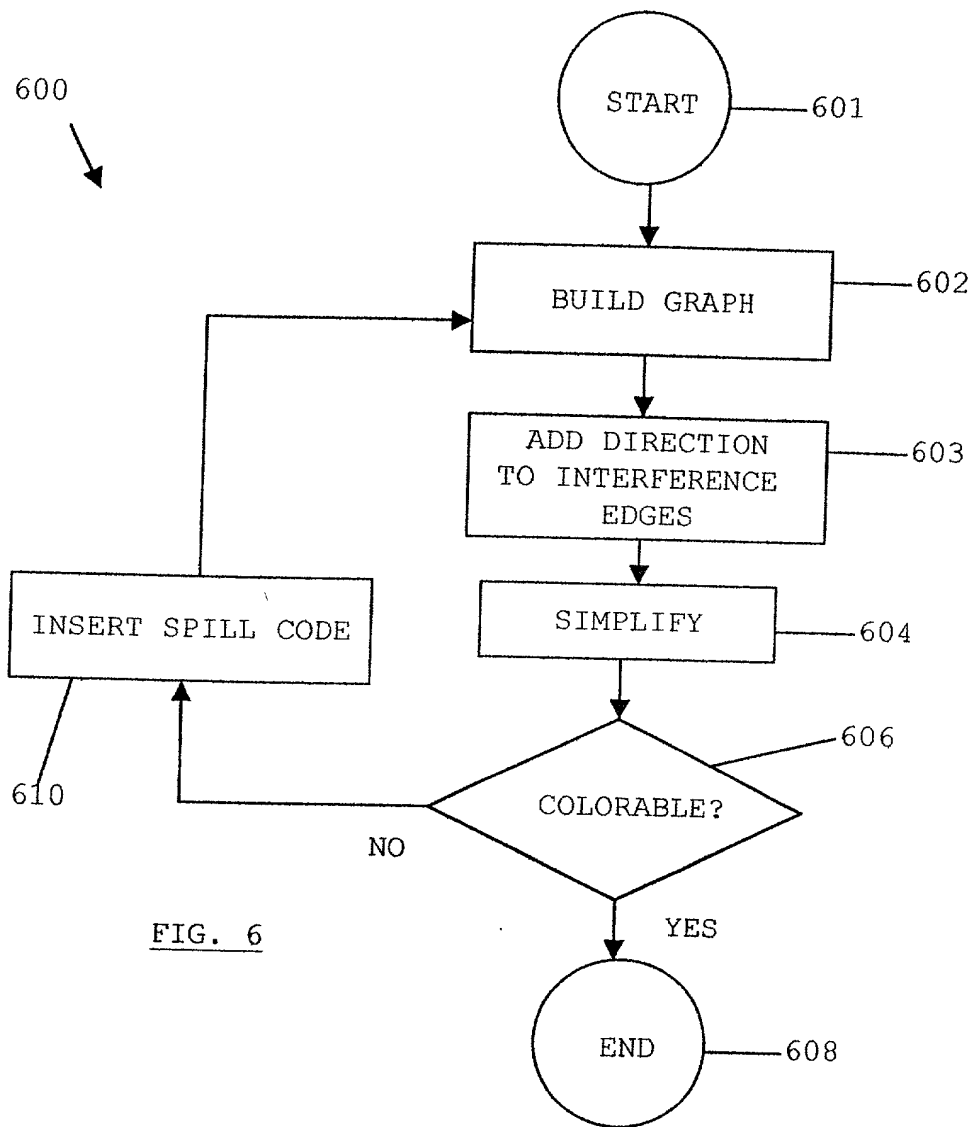 600
START
601
BUILD GRAPH
602
ADD DIRECTION
TO INTERFERENCE
EDGES
603
SIMPLIFY
604
INSERT SPILL CODE
610
COLORABLE?
606
NO
YES
FIG. 6
END
608